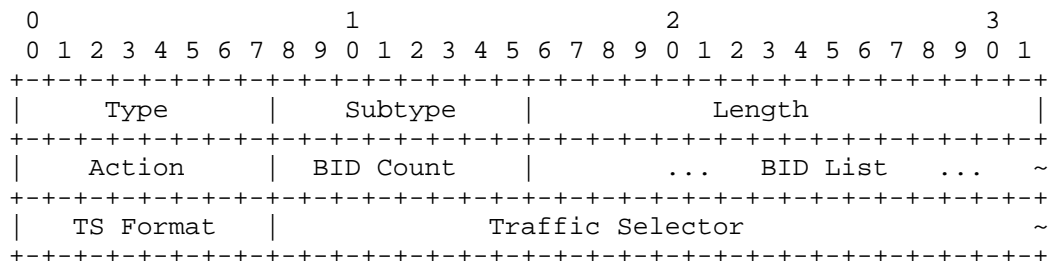 0                   1                   2                   3
 0 1 2 3 4 5 6 7 8 9 0 1 2 3 4 5 6 7 8 9 0 1 2 3 4 5 6 7 8 9 0 1
+-+-+-+-+-+-+-+-+-+-+-+-+-+-+-+-+-+-+-+-+-+-+-+-+-+-+-+-+-+-+-+-+
|     Type      |    Subtype    |           Length              |
+-+-+-+-+-+-+-+-+-+-+-+-+-+-+-+-+-+-+-+-+-+-+-+-+-+-+-+-+-+-+-+-+
|    Action     |  BID Count    |        ...   BID List   ...   ~
+-+-+-+-+-+-+-+-+-+-+-+-+-+-+-+-+-+-+-+-+-+-+-+-+-+-+-+-+-+-+-+-+
|   TS Format   |             Traffic Selector                  ~
+-+-+-+-+-+-+-+-+-+-+-+-+-+-+-+-+-+-+-+-+-+-+-+-+-+-+-+-+-+-+-+-+